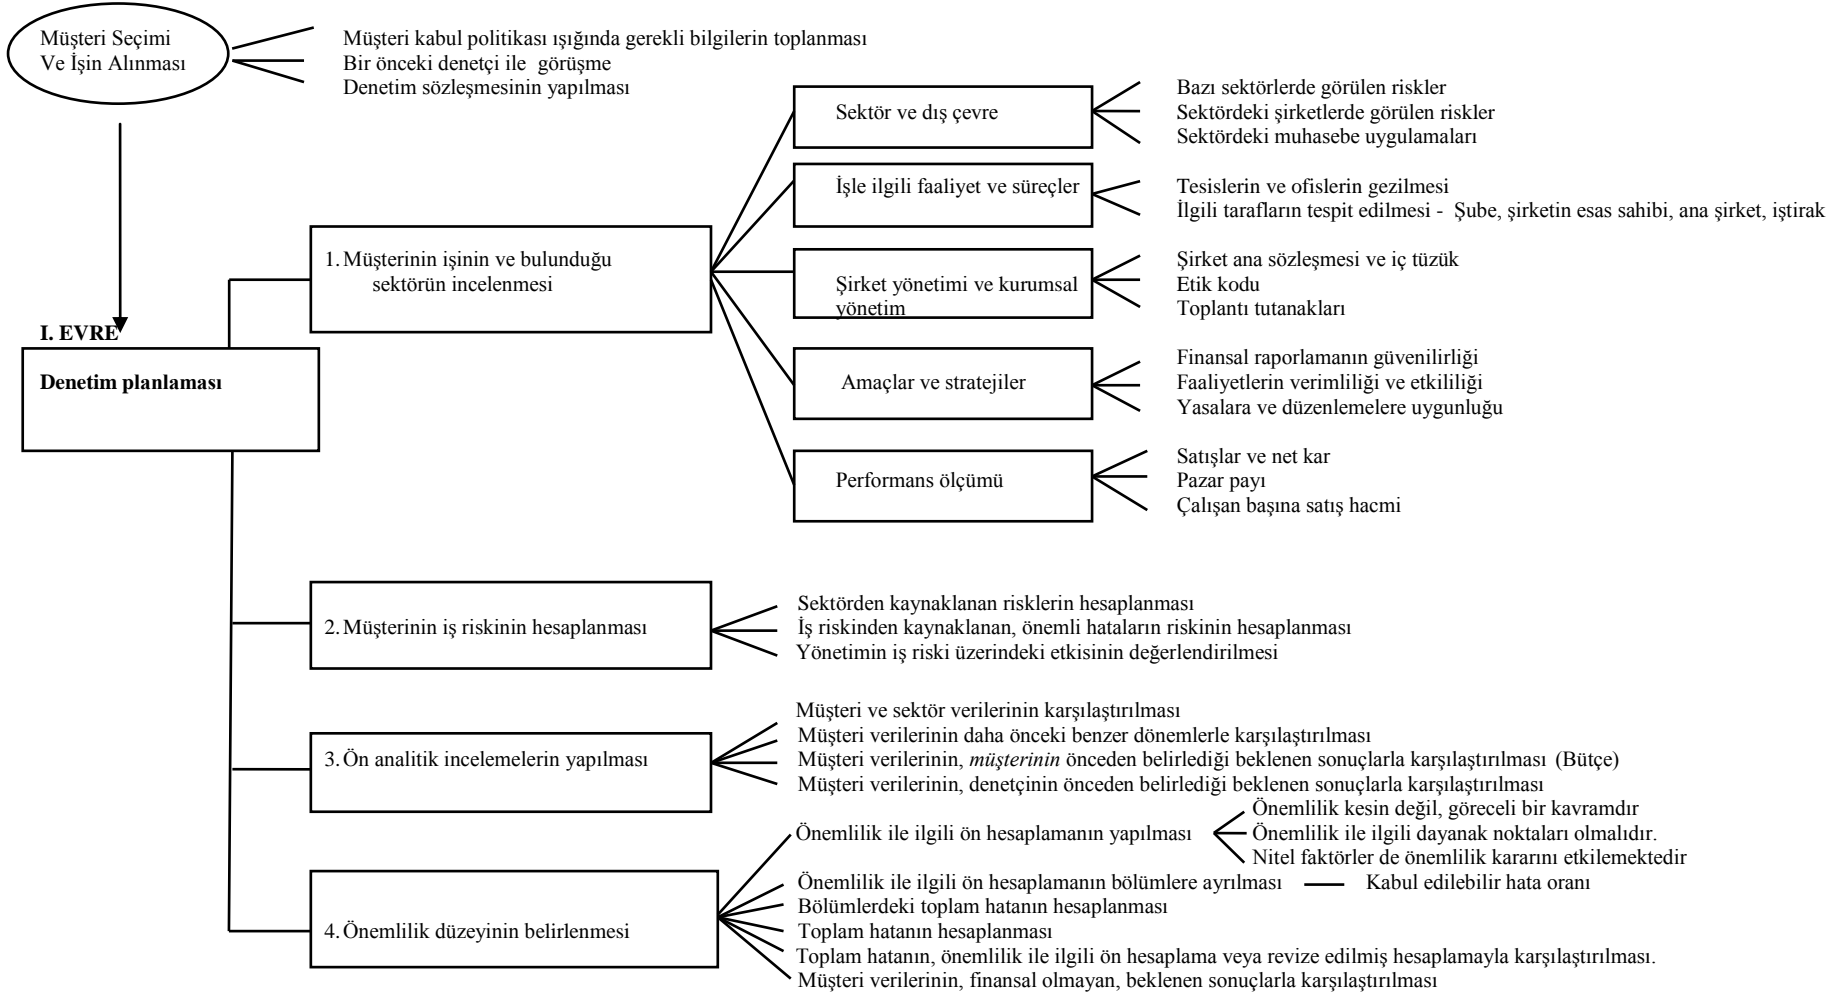 Müşteri Seçimi
Ve İşin Alınması
Müşteri kabul politikası ışığında gerekli bilgilerin toplanması
Bir önceki denetçi ile görüşme
Denetim sözleşmesinin yapılması
I. EVRE
Denetim planlaması
1. Müşterinin işinin ve bulunduğu
sektörün incelenmesi
Sektör ve dış çevre
Bazı sektörlerde görülen riskler
Sektördeki şirketlerde görülen riskler
Sektördeki muhasebe uygulamaları
İşle ilgili faaliyet ve süreçler
Tesislerin ve ofislerin gezilmesi
İlgili tarafların tespit edilmesi - Şube, şirketin esas sahibi, ana şirket, iştirak
Şirket yönetimi ve kurumsal
yönetim
Şirket ana sözleşmesi ve iç tüzük
Etik kodu
Toplantı tutanakları
Amaçlar ve stratejiler
Finansal raporlamanın güvenilirliği
Faaliyetlerin verimliliği ve etkililiği
Yasalara ve düzenlemelere uygunluğu
Performans ölçümü
Satışlar ve net kar
Pazar payı
Çalışan başına satış hacmi
2. Müşterinin iş riskinin hesaplanması
Sektörden kaynaklanan risklerin hesaplanması
İş riskinden kaynaklanan, önemli hataların riskinin hesaplanması
Yönetimin iş riski üzerindeki etkisinin değerlendirilmesi
3. Ön analitik incelemelerin yapılması
Müşteri ve sektör verilerinin karşılaştırılması
Müşteri verilerinin daha önceki benzer dönemlerle karşılaştırılması
Müşteri verilerinin, müşterinin önceden belirlediği beklenen sonuçlarla karşılaştırılması (Bütçe)
Müşteri verilerinin, denetçinin önceden belirlediği beklenen sonuçlarla karşılaştırılması
4. Önemlilik düzeyinin belirlenmesi
Önemlilik ile ilgili ön hesaplamanın yapılması
Önemlilik kesin değil, göreceli bir kavramdır
Önemlilik ile ilgili dayanak noktaları olmalıdır.
Nitel faktörler de önemlilik kararını etkilemektedir
Önemlilik ile ilgili ön hesaplamanın bölümlere ayrılması
Kabul edilebilir hata oranı
Bölümlerdeki toplam hatanın hesaplanması
Toplam hatanın hesaplanması
Toplam hatanın, önemlilik ile ilgili ön hesaplama veya revize edilmiş hesaplamayla karşılaştırılması.
Müşteri verilerinin, finansal olmayan, beklenen sonuçlarla karşılaştırılması